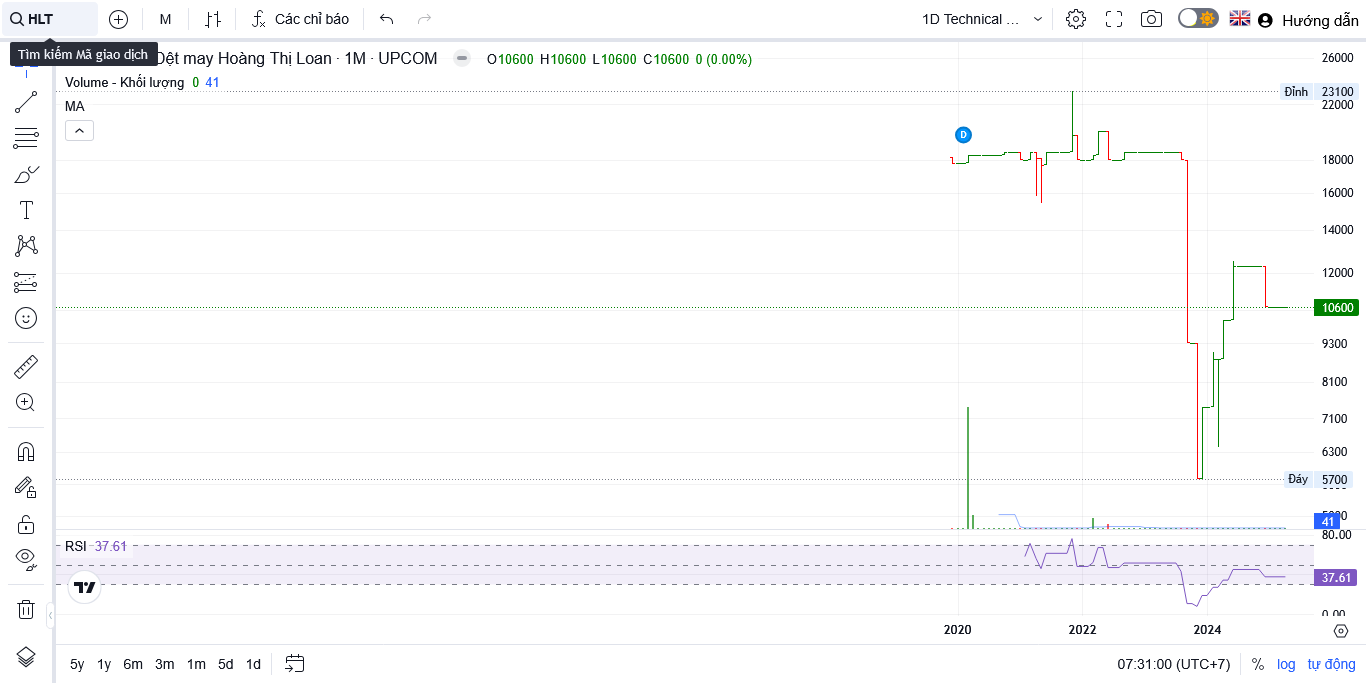 HLT
M
Các chỉ báo
1D Technical ...
Hướng dẫn
Tìm kiếm Mã giao dịch
Dệt may Hoàng Thị Loan · 1M · UPCOM
O10600 H10600 L10600 C10600 0 (0.00%)
Volume - Khối lượng 0 41
MA
D
26000
Đỉnh 23100
22000
18000
16000
14000
12000
10600
9300
8100
7100
6300
Đáy 5700
41
80.00
RSI 37.61
37.61
0.00
2020 2022 2024
5y 1y 6m 3m 1m 5d 1d
07:31:00 (UTC+7)
% log tự động